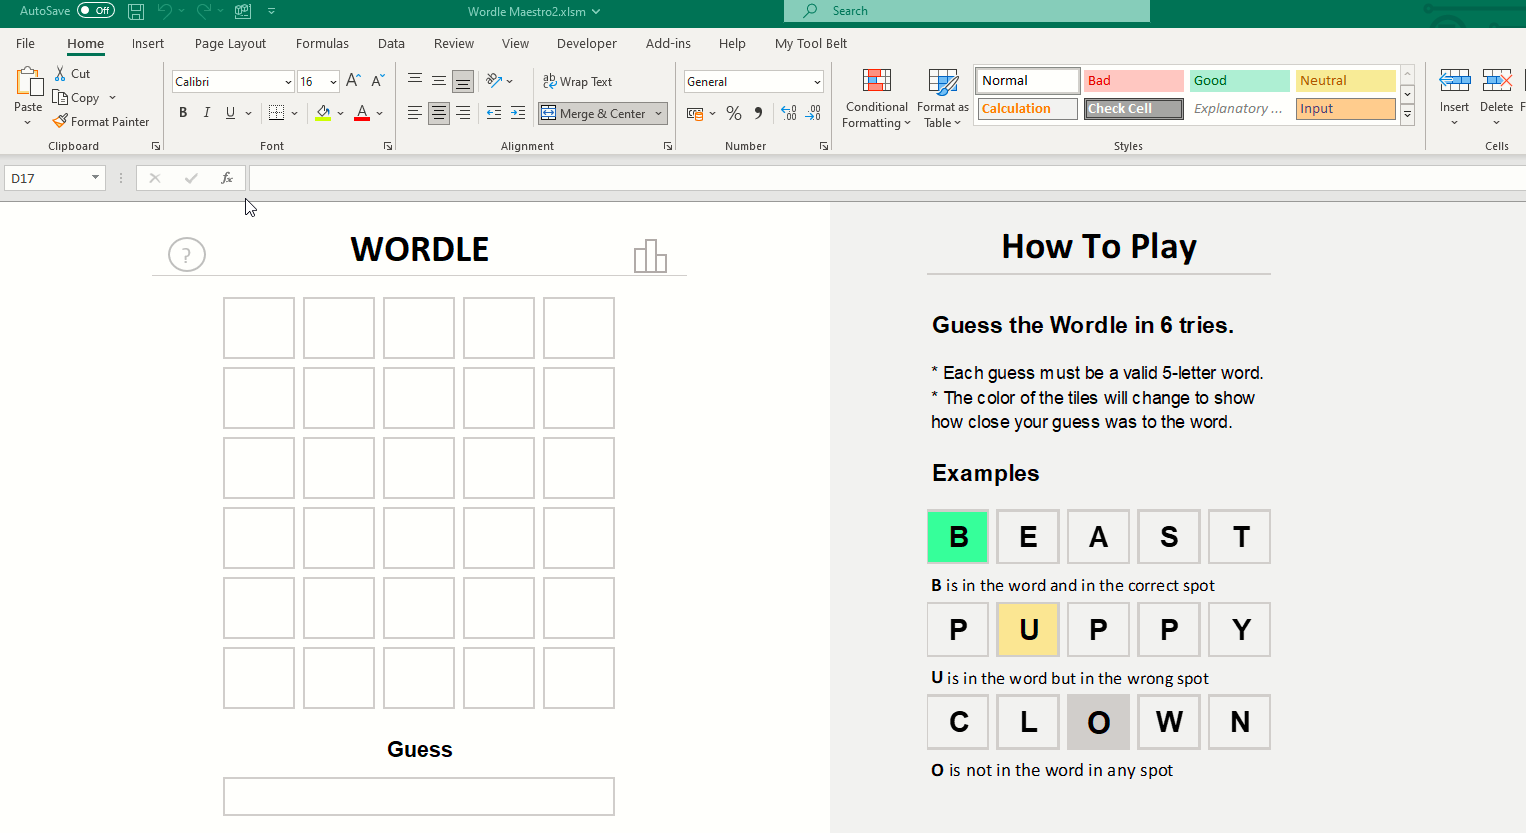 AutoSave Off Wordle Maestro2.xlsm Search
File Home Insert Page Layout Formulas Data Review View Developer Add-ins Help My Tool Belt
Paste
Cut
Copy
Format Painter
Clipboard
Calibri 16 A A
B I U A
Font
ab Wrap Text
Merge & Center
Alignment
General
% 9 .00
Number
Conditional Formatting
Format as Table
Normal Bad Good Neutral
Calculation Check Cell Explanatory ... Input
Styles
Insert Delete F
Cells
D17 fx
? WORDLE
Guess
How To Play
Guess the Wordle in 6 tries.
* Each guess must be a valid 5-letter word.
* The color of the tiles will change to show
how close your guess was to the word.
Examples
B E A S T
B is in the word and in the correct spot
P U P P Y
U is in the word but in the wrong spot
C L O W N
O is not in the word in any spot